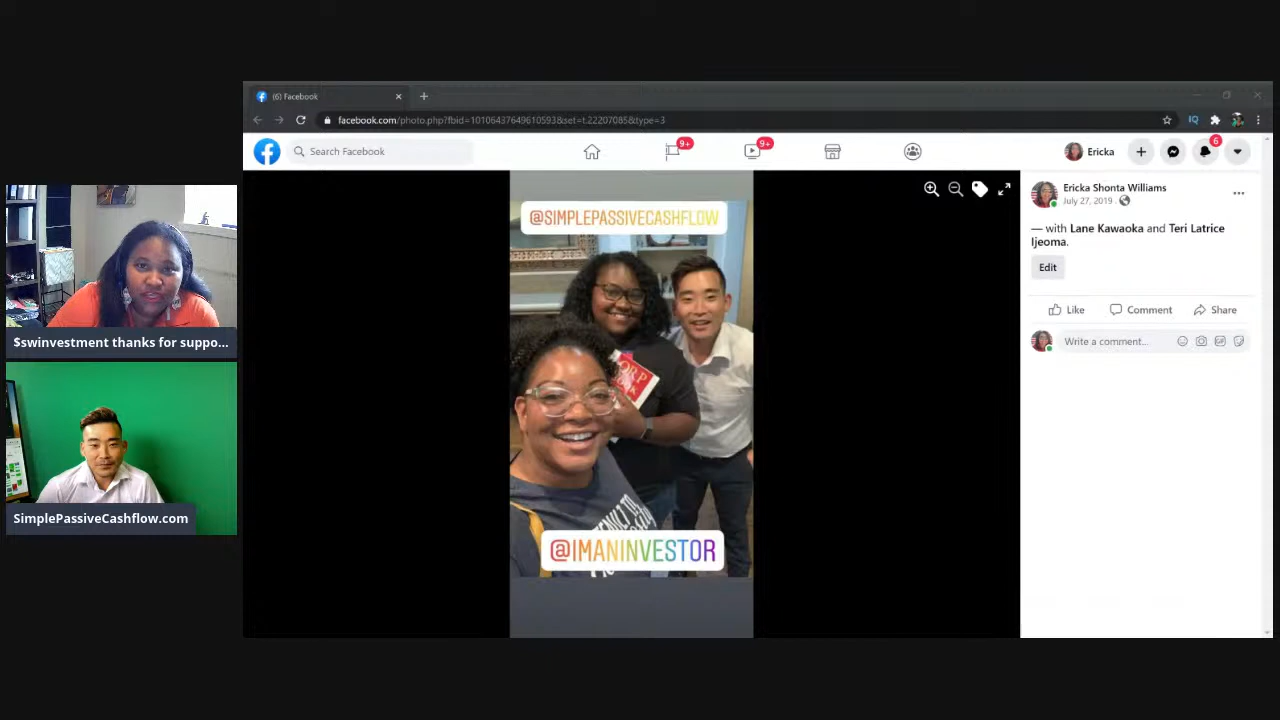 (6) Facebook
facebook.com/photo.php?fbid=10106437649610593&set=t.22207085&type=3
IQ
Search Facebook
9+
9+
Ericka
6
@SIMPLEPASSIVECASHFLOW
Ericka Shonta Williams
July 27, 2019 ·
— with Lane Kawaoka and Teri Latrice
Ijeoma.
Edit
Like
Comment
Share
Write a comment...
GIF
@IMANINVESTOR
$swinvestment thanks for suppo...
SimplePassiveCashflow.com